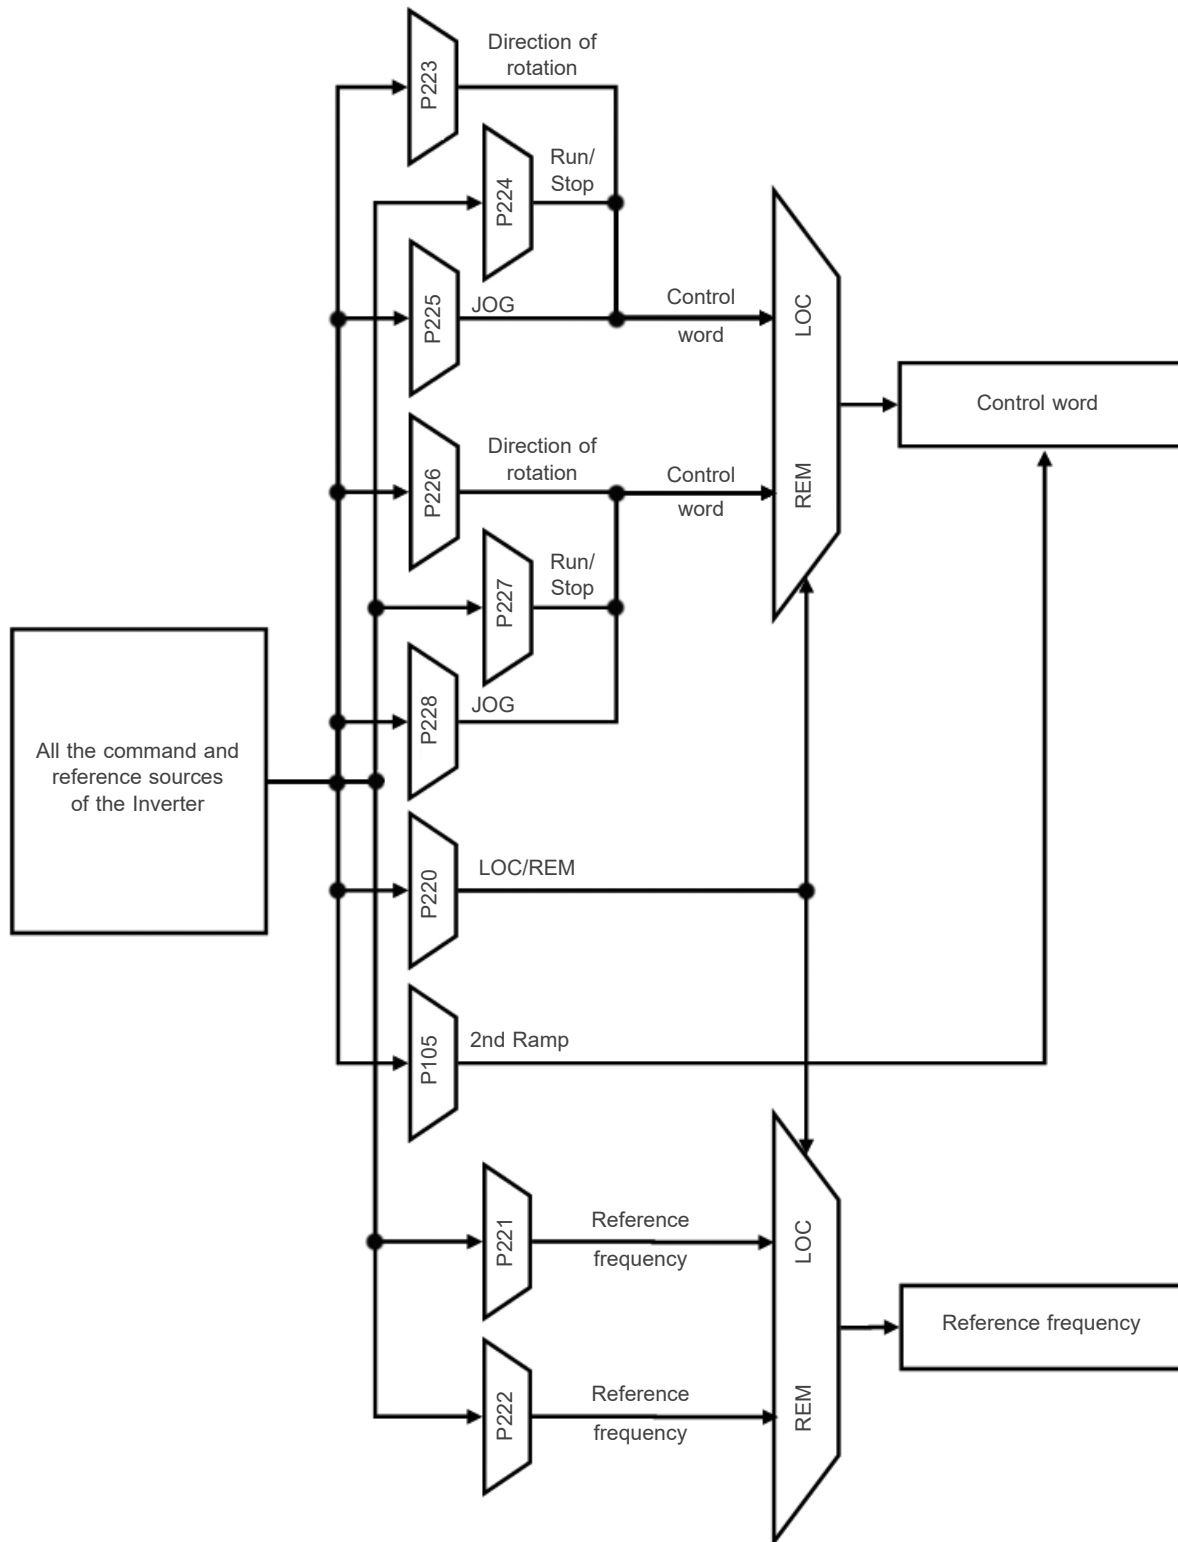 P223
Direction of
rotation
P224
Run/
Stop
P225
JOG
Control
word
LOC
Control word
P226
Direction of
rotation
Control
word
REM
P227
Run/
Stop
P228
JOG
All the command and
reference sources
of the Inverter
P220
LOC/REM
P105
2nd Ramp
P221
Reference
frequency
LOC
Reference frequency
P222
Reference
frequency
REM